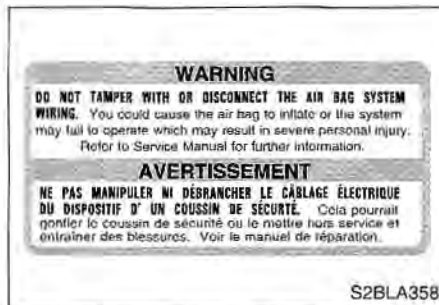 WARNING
DO NOT TAMPER WITH OR DISCONNECT THE AIR BAG SYSTEM
WIRING. You could cause the air bag to inflate or the system
may fail to operate which may result in severe personal injury.
Refer to Service Manual for further information.
AVERTISSEMENT
NE PAS MANIPULER NI DÉBRANCHER LE CÂBLAGE ÉLECTRIQUE
DU DISPOSITIF D' UN COUSSIN DE SÉCURTÉ. Cela pourrait
gonfler le coussin de sécurité ou le mettre hors service et
entraîner des blessures. Voir le manuel de réparation.
S2BLA358